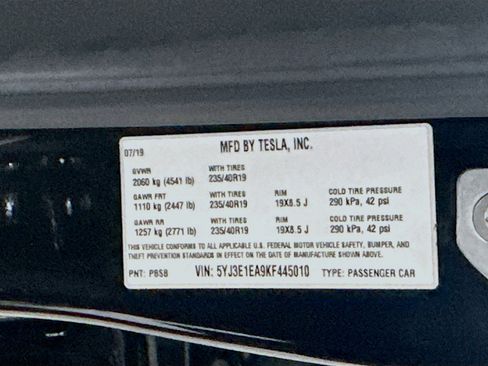 07/19 MFD BY TESLA, INC.
GVWR WITH TIRES
2060 kg (4541 lb) 235/40R19
GAWR FRT WITH TIRES RIM COLD TIRE PRESSURE
1110 kg (2447 lb) 235/40R19 19X8.5 J 290 kPa, 42 psi
GAWR RR WITH TIRES RIM COLD TIRE PRESSURE
1257 kg (2771 lb) 235/40R19 19X8.5 J 290 kPa, 42 psi
THIS VEHICLE CONFORMS TO ALL APPLICABLE U.S. FEDERAL MOTOR VEHICLE SAFETY, BUMPER, AND
THEFT PREVENTION STANDARDS IN EFFECT ON THE DATE OF MANUFACTURE SHOWN ABOVE.
PNT: PBSB VIN: 5YJ3E1EA9KF445010 TYPE: PASSENGER CAR